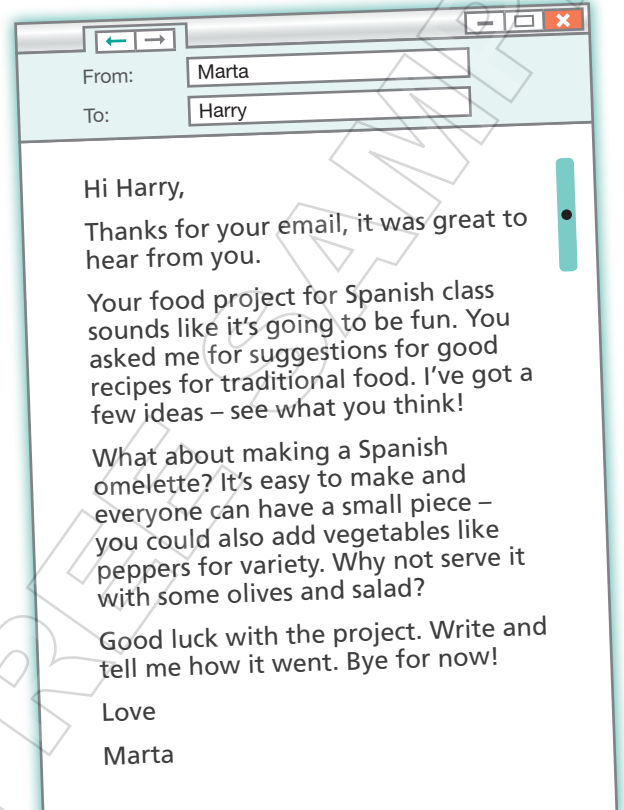 From:
Marta
To:
Harry
Hi Harry,
Thanks for your email, it was great to
hear from you.
Your food project for Spanish class
sounds like it's going to be fun. You
asked me for suggestions for good
recipes for traditional food. I've got a
few ideas – see what you think!
What about making a Spanish
omelette? It's easy to make and
everyone can have a small piece –
you could also add vegetables like
peppers for variety. Why not serve it
with some olives and salad?
Good luck with the project. Write and
tell me how it went. Bye for now!
Love
Marta